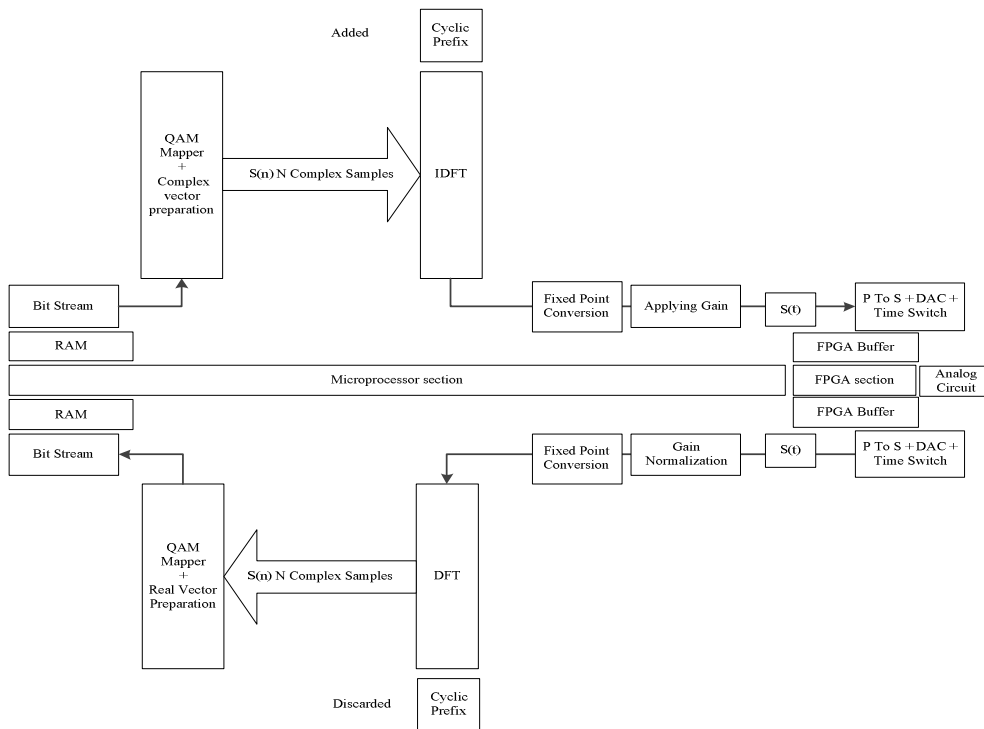 Added
Cyclic
Prefix
QAM
Mapper
+
Complex
vector
preparation
S(n) N Complex Samples
IDFT
Bit Stream
Fixed Point
Conversion
Applying Gain
S(t)
P To S +DAC+
Time Switch
RAM
FPGA Buffer
Microprocessor section
FPGA section
Analog
Circuit
RAM
FPGA Buffer
Bit Stream
Fixed Point
Conversion
Gain
Normalization
S(t)
P To S +DAC+
Time Switch
QAM
Mapper
+
Real Vector
Preparation
S(n) N Complex Samples
DFT
Discarded
Cyclic
Prefix